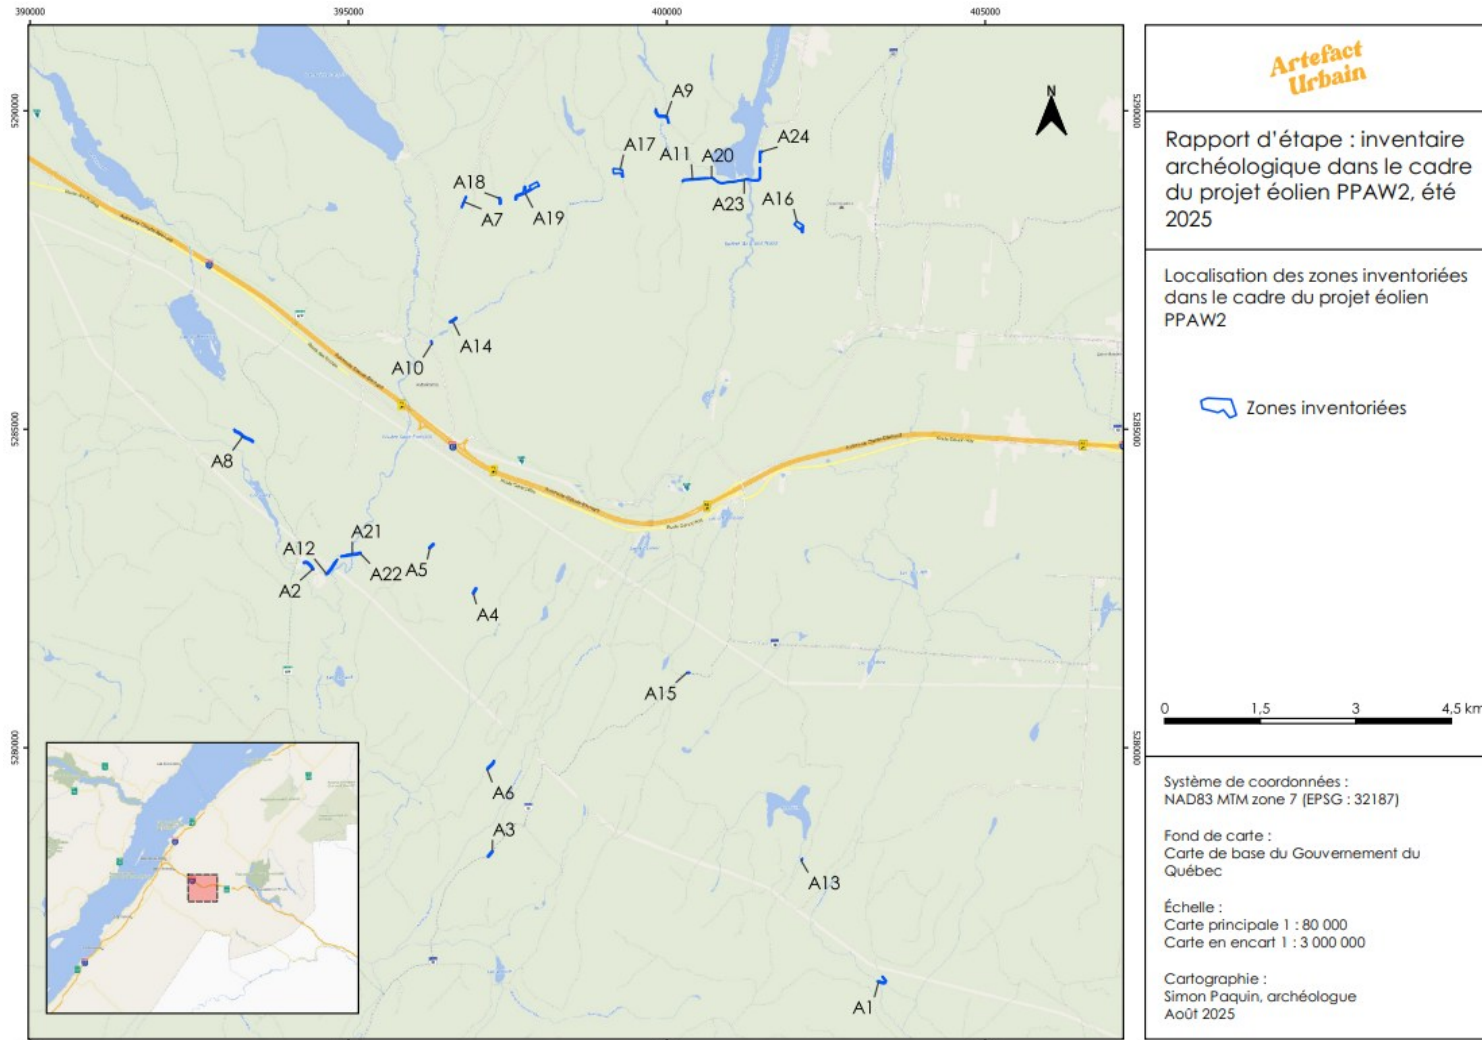 390000
395000
400000
405000
5290000
5290000
A9
A17
A11
A20
A24
A18
A7
A19
A23
A16
A14
A10
5285000
5285000
A8
A21
A12
A22
A5
A2
A4
A15
5280000
5280000
A6
A3
A13
A1
N
Artefact
Urbain
Rapport d’étape : inventaire
archéologique dans le cadre
du projet éolien PPAW2, été
2025
Localisation des zones inventoriées
dans le cadre du projet éolien
PPAW2
Zones inventoriées
0 1,5 3 4,5 km
Système de coordonnées :
NAD83 MTM zone 7 (EPSG : 32187)
Fond de carte :
Carte de base du Gouvernement du
Québec
Échelle :
Carte principale 1 : 80 000
Carte en encart 1 : 3 000 000
Cartographie :
Simon Paquin, archéologue
Août 2025